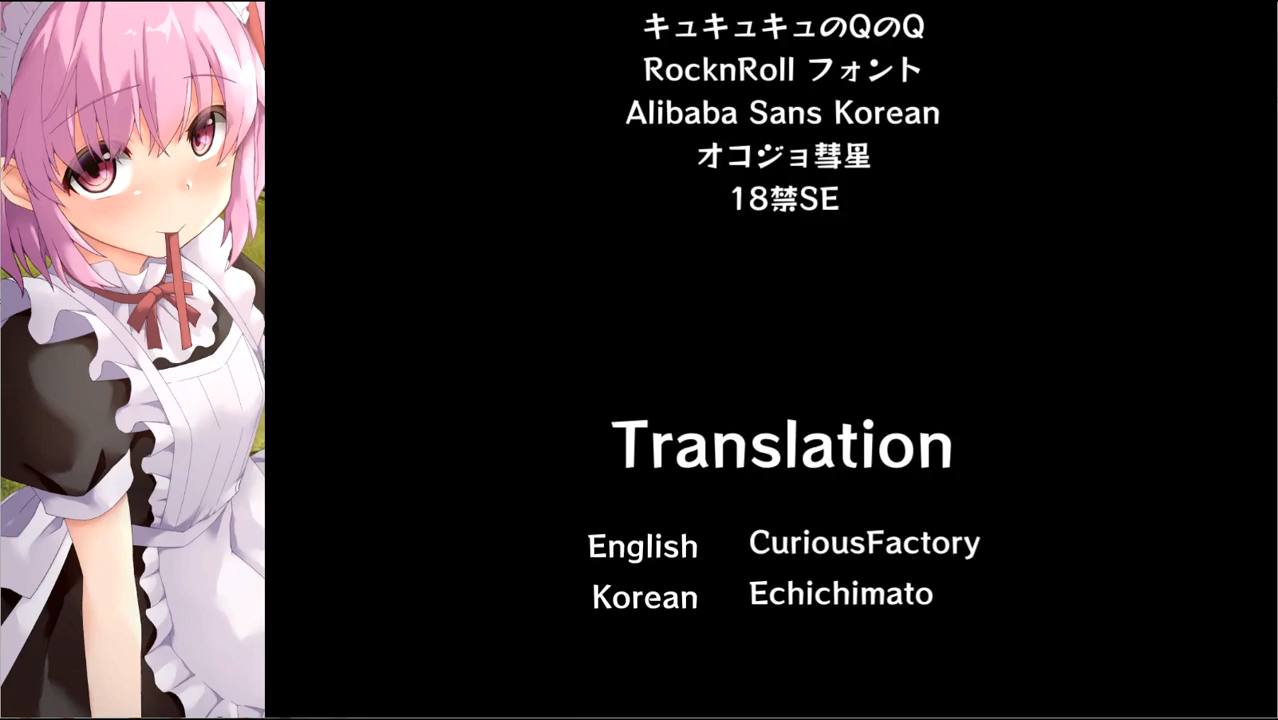 キュキュキュのQのQ
RocknRoll フォント
Alibaba Sans Korean
オコジョ彗星
18禁SE
Translation
English CuriousFactory
Korean Echichimato